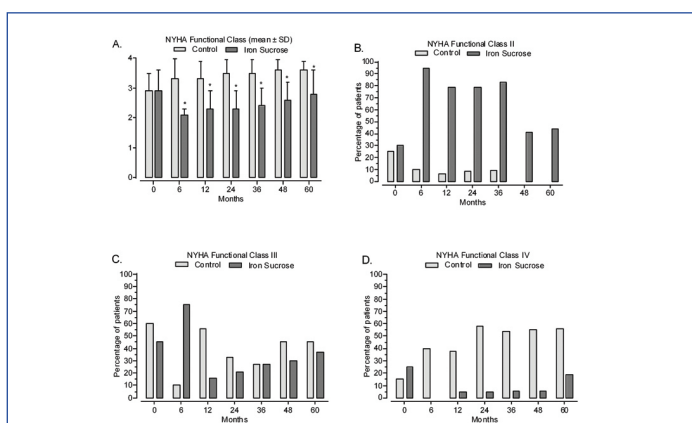 A.
NYHA Functional Class (mean ± SD)
Control Iron Sucrose
4
3
2
1
0
* * * * * *
0 6 12 24 36 48 60
Months
B.
NYHA Functional Class II
Control Iron Sucrose
Percentage of patients
100
90
80
70
60
50
40
30
20
10
0
0 6 12 24 36 48 60
Months
C.
NYHA Functional Class III
Control Iron Sucrose
Percentage of patients
100
90
80
70
60
50
40
30
20
10
0
0 6 12 24 36 48 60
Months
D.
NYHA Functional Class IV
Control Iron Sucrose
Percentage of patients
100
90
80
70
60
50
40
30
20
10
0
0 6 12 24 36 48 60
Months